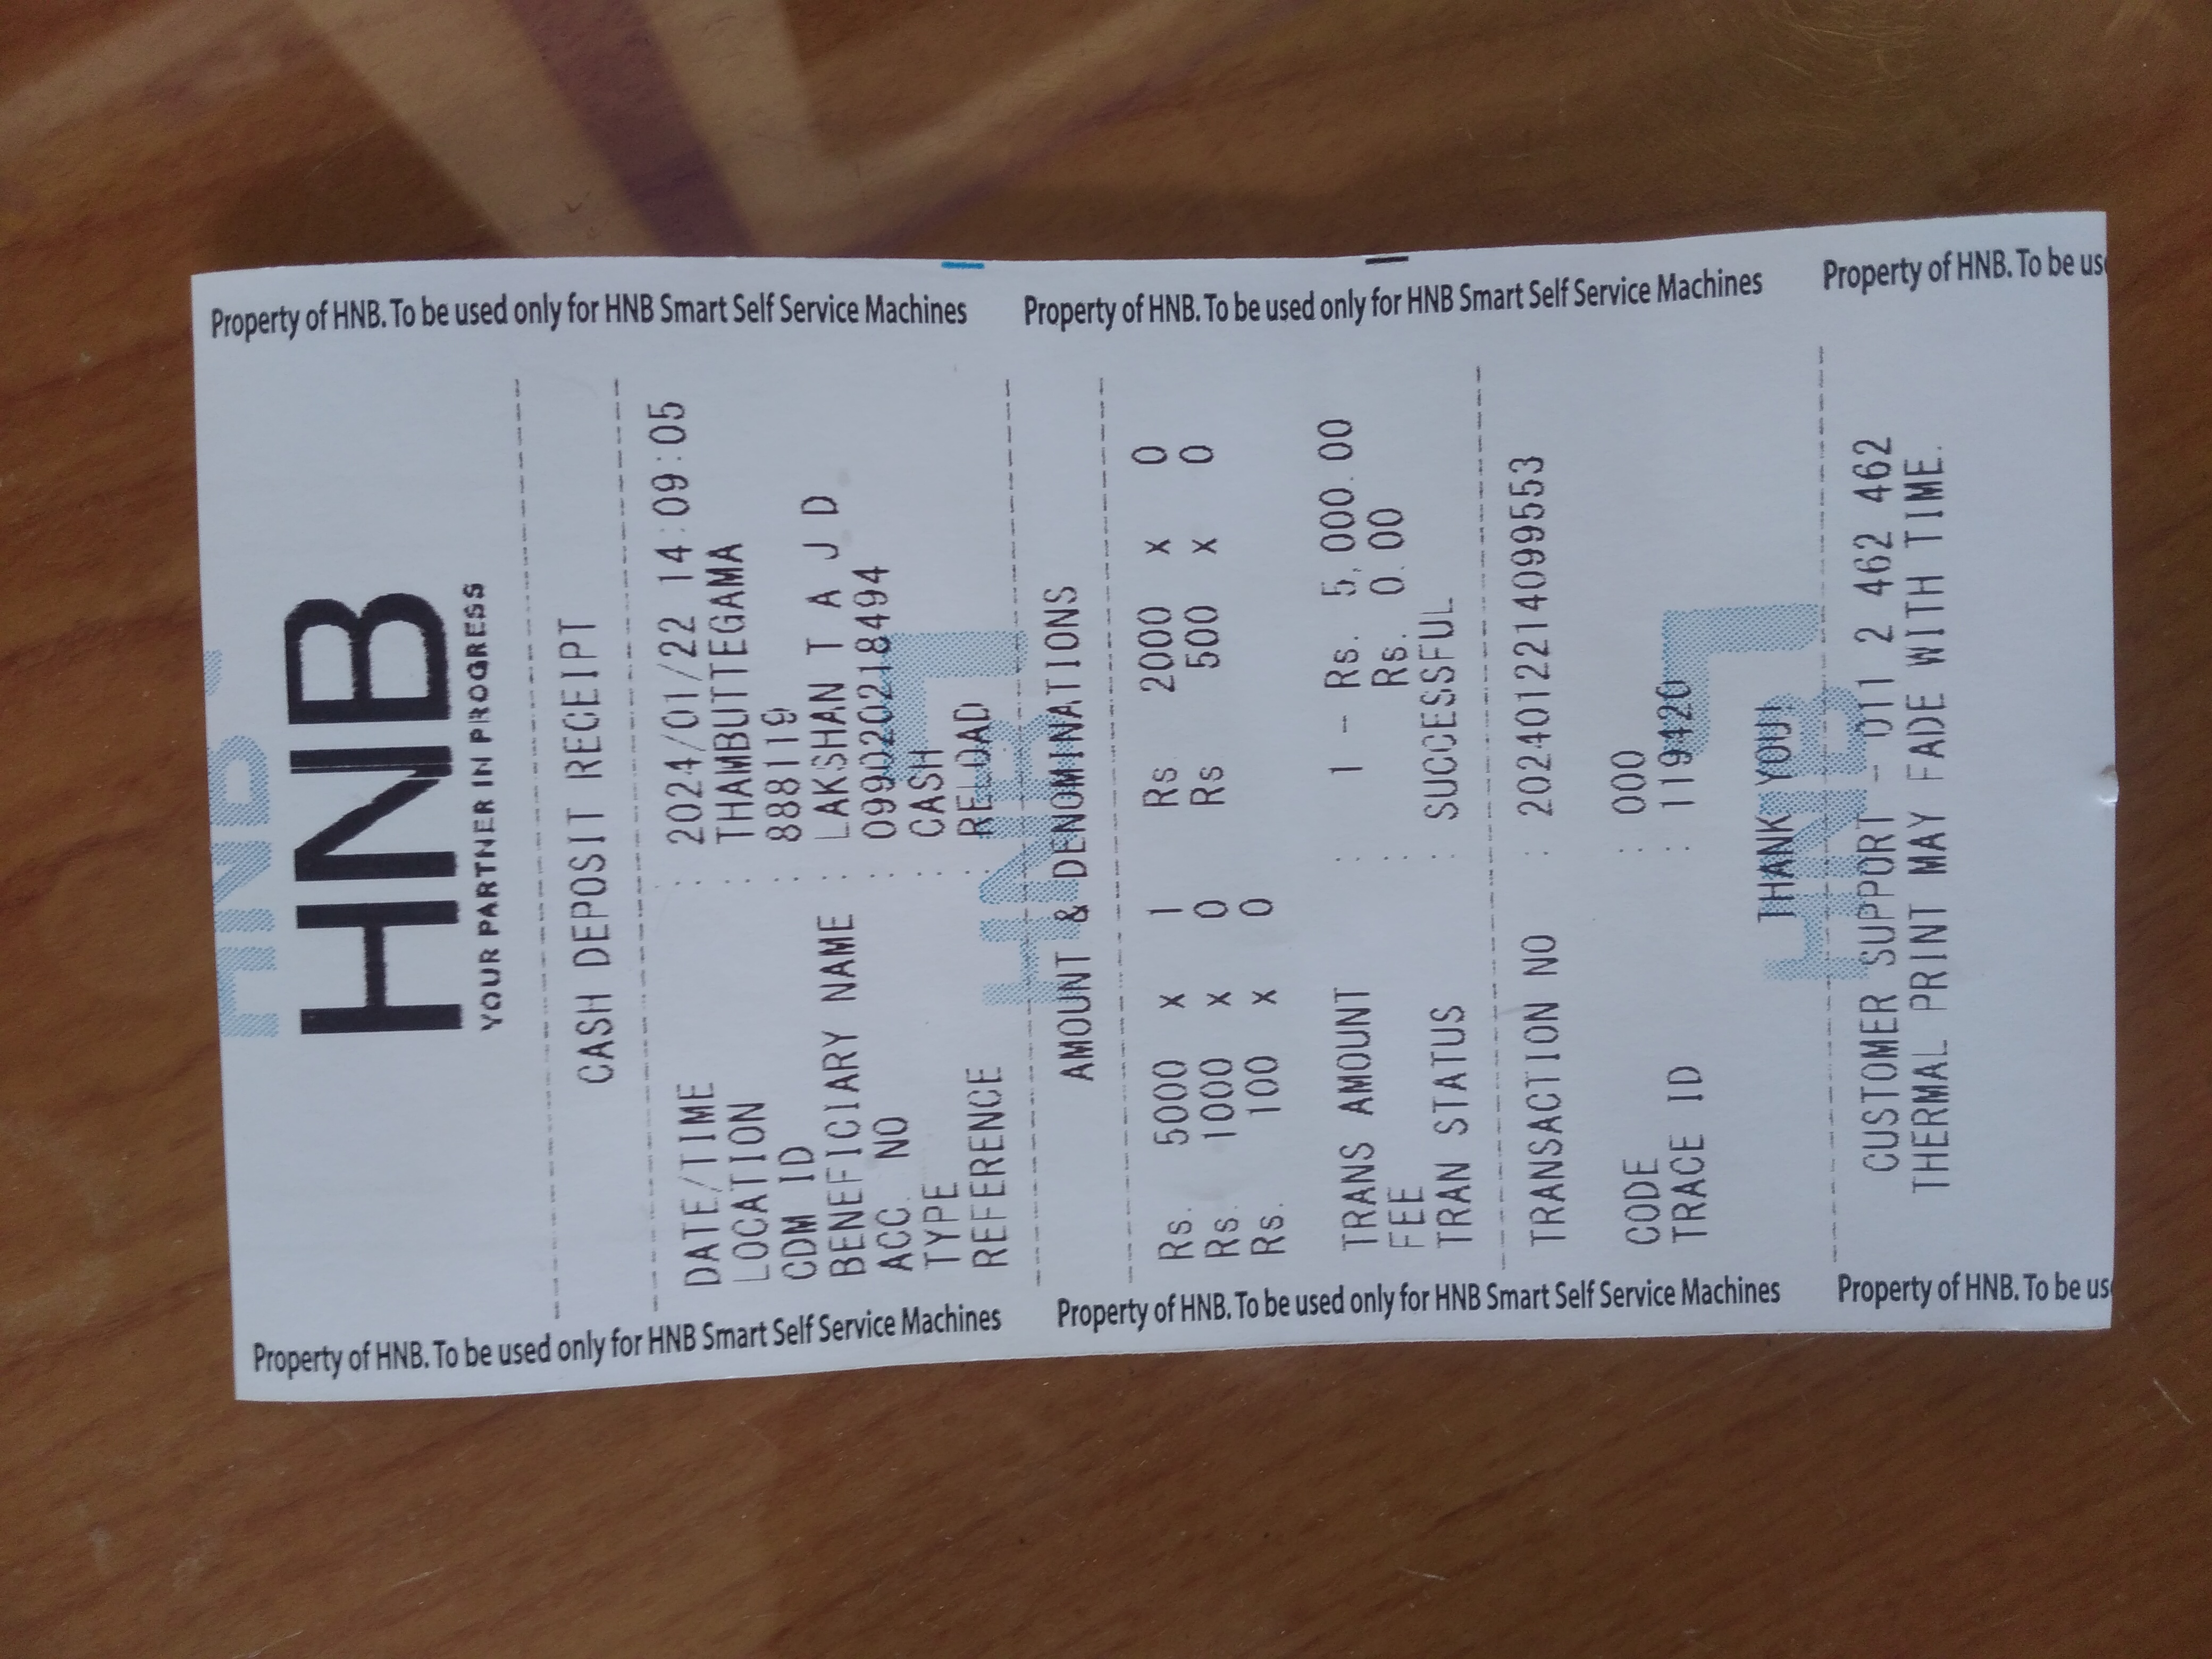 Property of HNB. To be used only for HNB Smart Self Service Machines
Property of HNB. To be used only for HNB Smart Self Service Machines
Property of HNB. To be us
HNB
HNB
YOUR PARTNER IN PROGRESS
CASH DEPOSIT RECEIPT
DATE/TIME : 2024/01/22 14:09:05
LOCATION : THAMBUTTEGAMA
CDM ID : 888119
BENEFICIARY NAME : LAKSHAN T A J D
ACC. NO : 099020218494
TYPE : CASH
REFERENCE : RELOAD
HNB
AMOUNT & DENOMINATIONS
Rs. 5000 x 1 Rs 2000 x 0
Rs. 1000 x 0 Rs 500 x 0
Rs. 100 x 0
TRANS AMOUNT : 1 - Rs. 5,000.00
FEE : Rs. 0.00
TRAN STATUS : SUCCESSFUL
TRANSACTION NO : 2024012214099553
CODE : 000
TRACE ID : 119420
THANK YOU!
HNB
CUSTOMER SUPPORT - 011 2 462 462
THERMAL PRINT MAY FADE WITH TIME.
Property of HNB. To be used only for HNB Smart Self Service Machines
Property of HNB. To be used only for HNB Smart Self Service Machines
Property of HNB. To be us